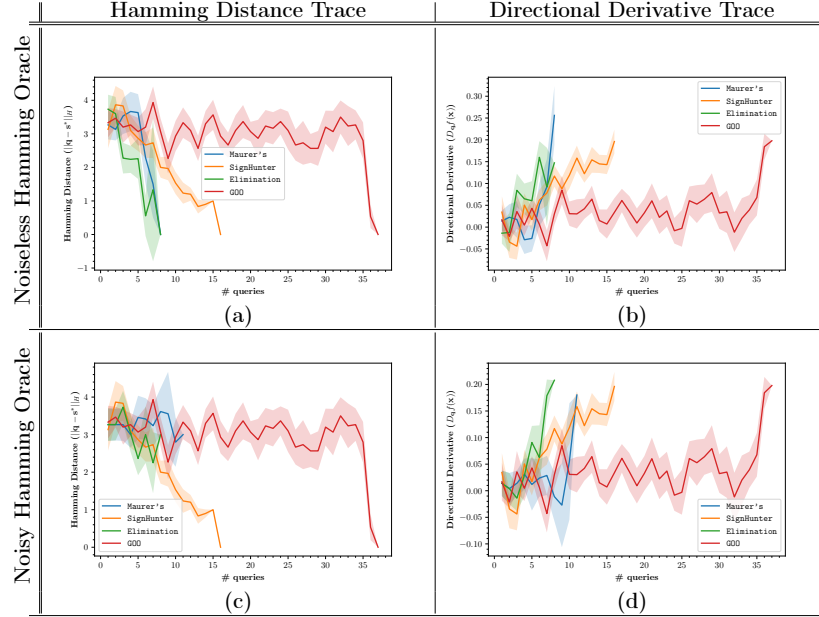 Hamming Distance Trace
Directional Derivative Trace
Noiseless Hamming Oracle
Hamming Distance (||q − s*||_H)
4
3
2
1
0
−1
0 5 10 15 20 25 30 35
# queries
Maurer's
SignHunter
Elimination
GOO
(a)
Directional Derivative (D_q f(x))
0.30
0.25
0.20
0.15
0.10
0.05
0.00
−0.05
0 5 10 15 20 25 30 35
# queries
Maurer's
SignHunter
Elimination
GOO
(b)
Noisy Hamming Oracle
Hamming Distance (||q − s*||_H)
4
3
2
1
0
0 5 10 15 20 25 30 35
# queries
Maurer's
SignHunter
Elimination
GOO
(c)
Directional Derivative (D_q f(x))
0.20
0.15
0.10
0.05
0.00
−0.05
−0.10
0 5 10 15 20 25 30 35
# queries
Maurer's
SignHunter
Elimination
GOO
(d)